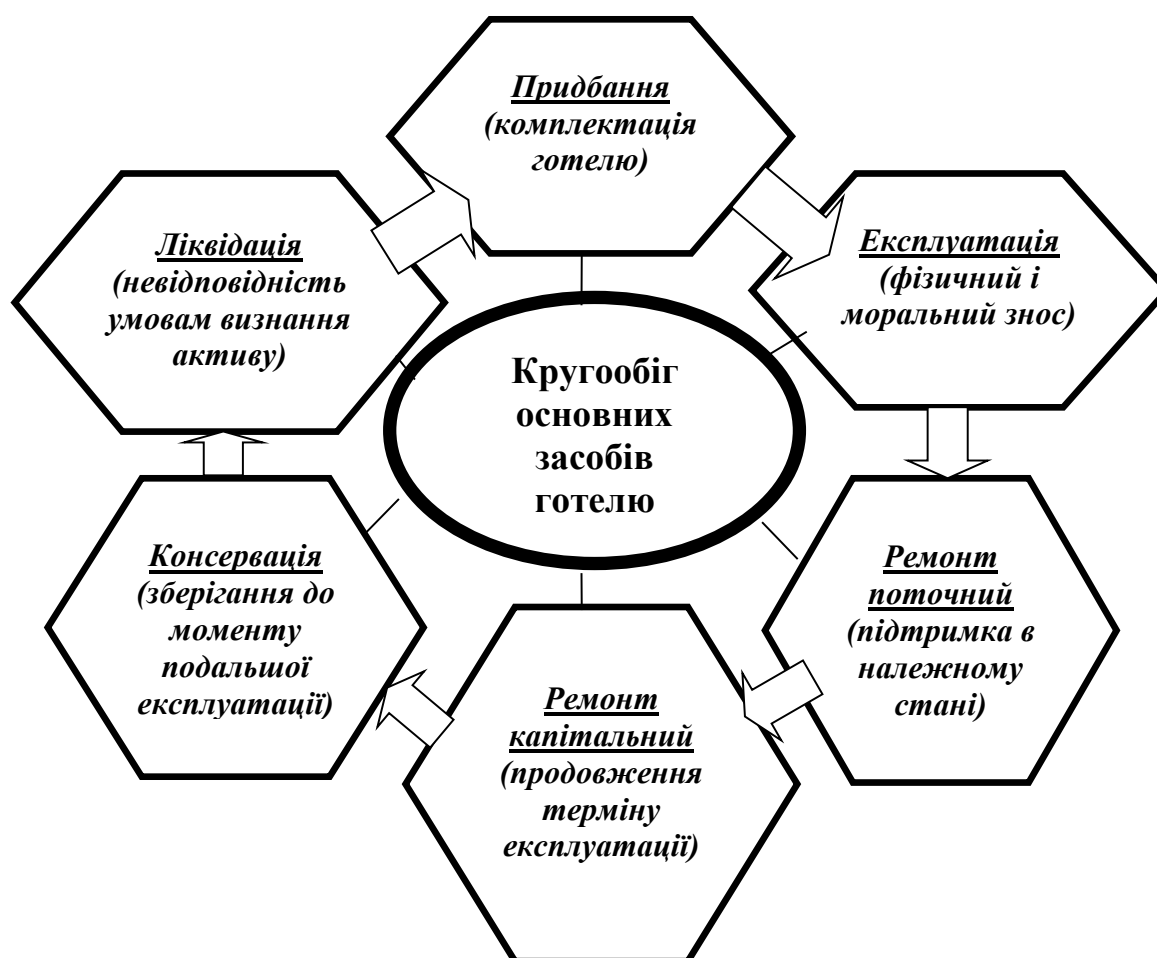 Придбання
(комплектація
готелю)
Експлуатація
(фізичний і
моральний знос)
Ремонт
поточний
(підтримка в
належному
стані)
Ремонт
капітальний
(продовження
терміну
експлуатації)
Консервація
(зберігання до
моменту
подальшої
експлуатації)
Ліквідація
(невідповідність
умовам визнання
активу)
Кругообіг
основних
засобів
готелю